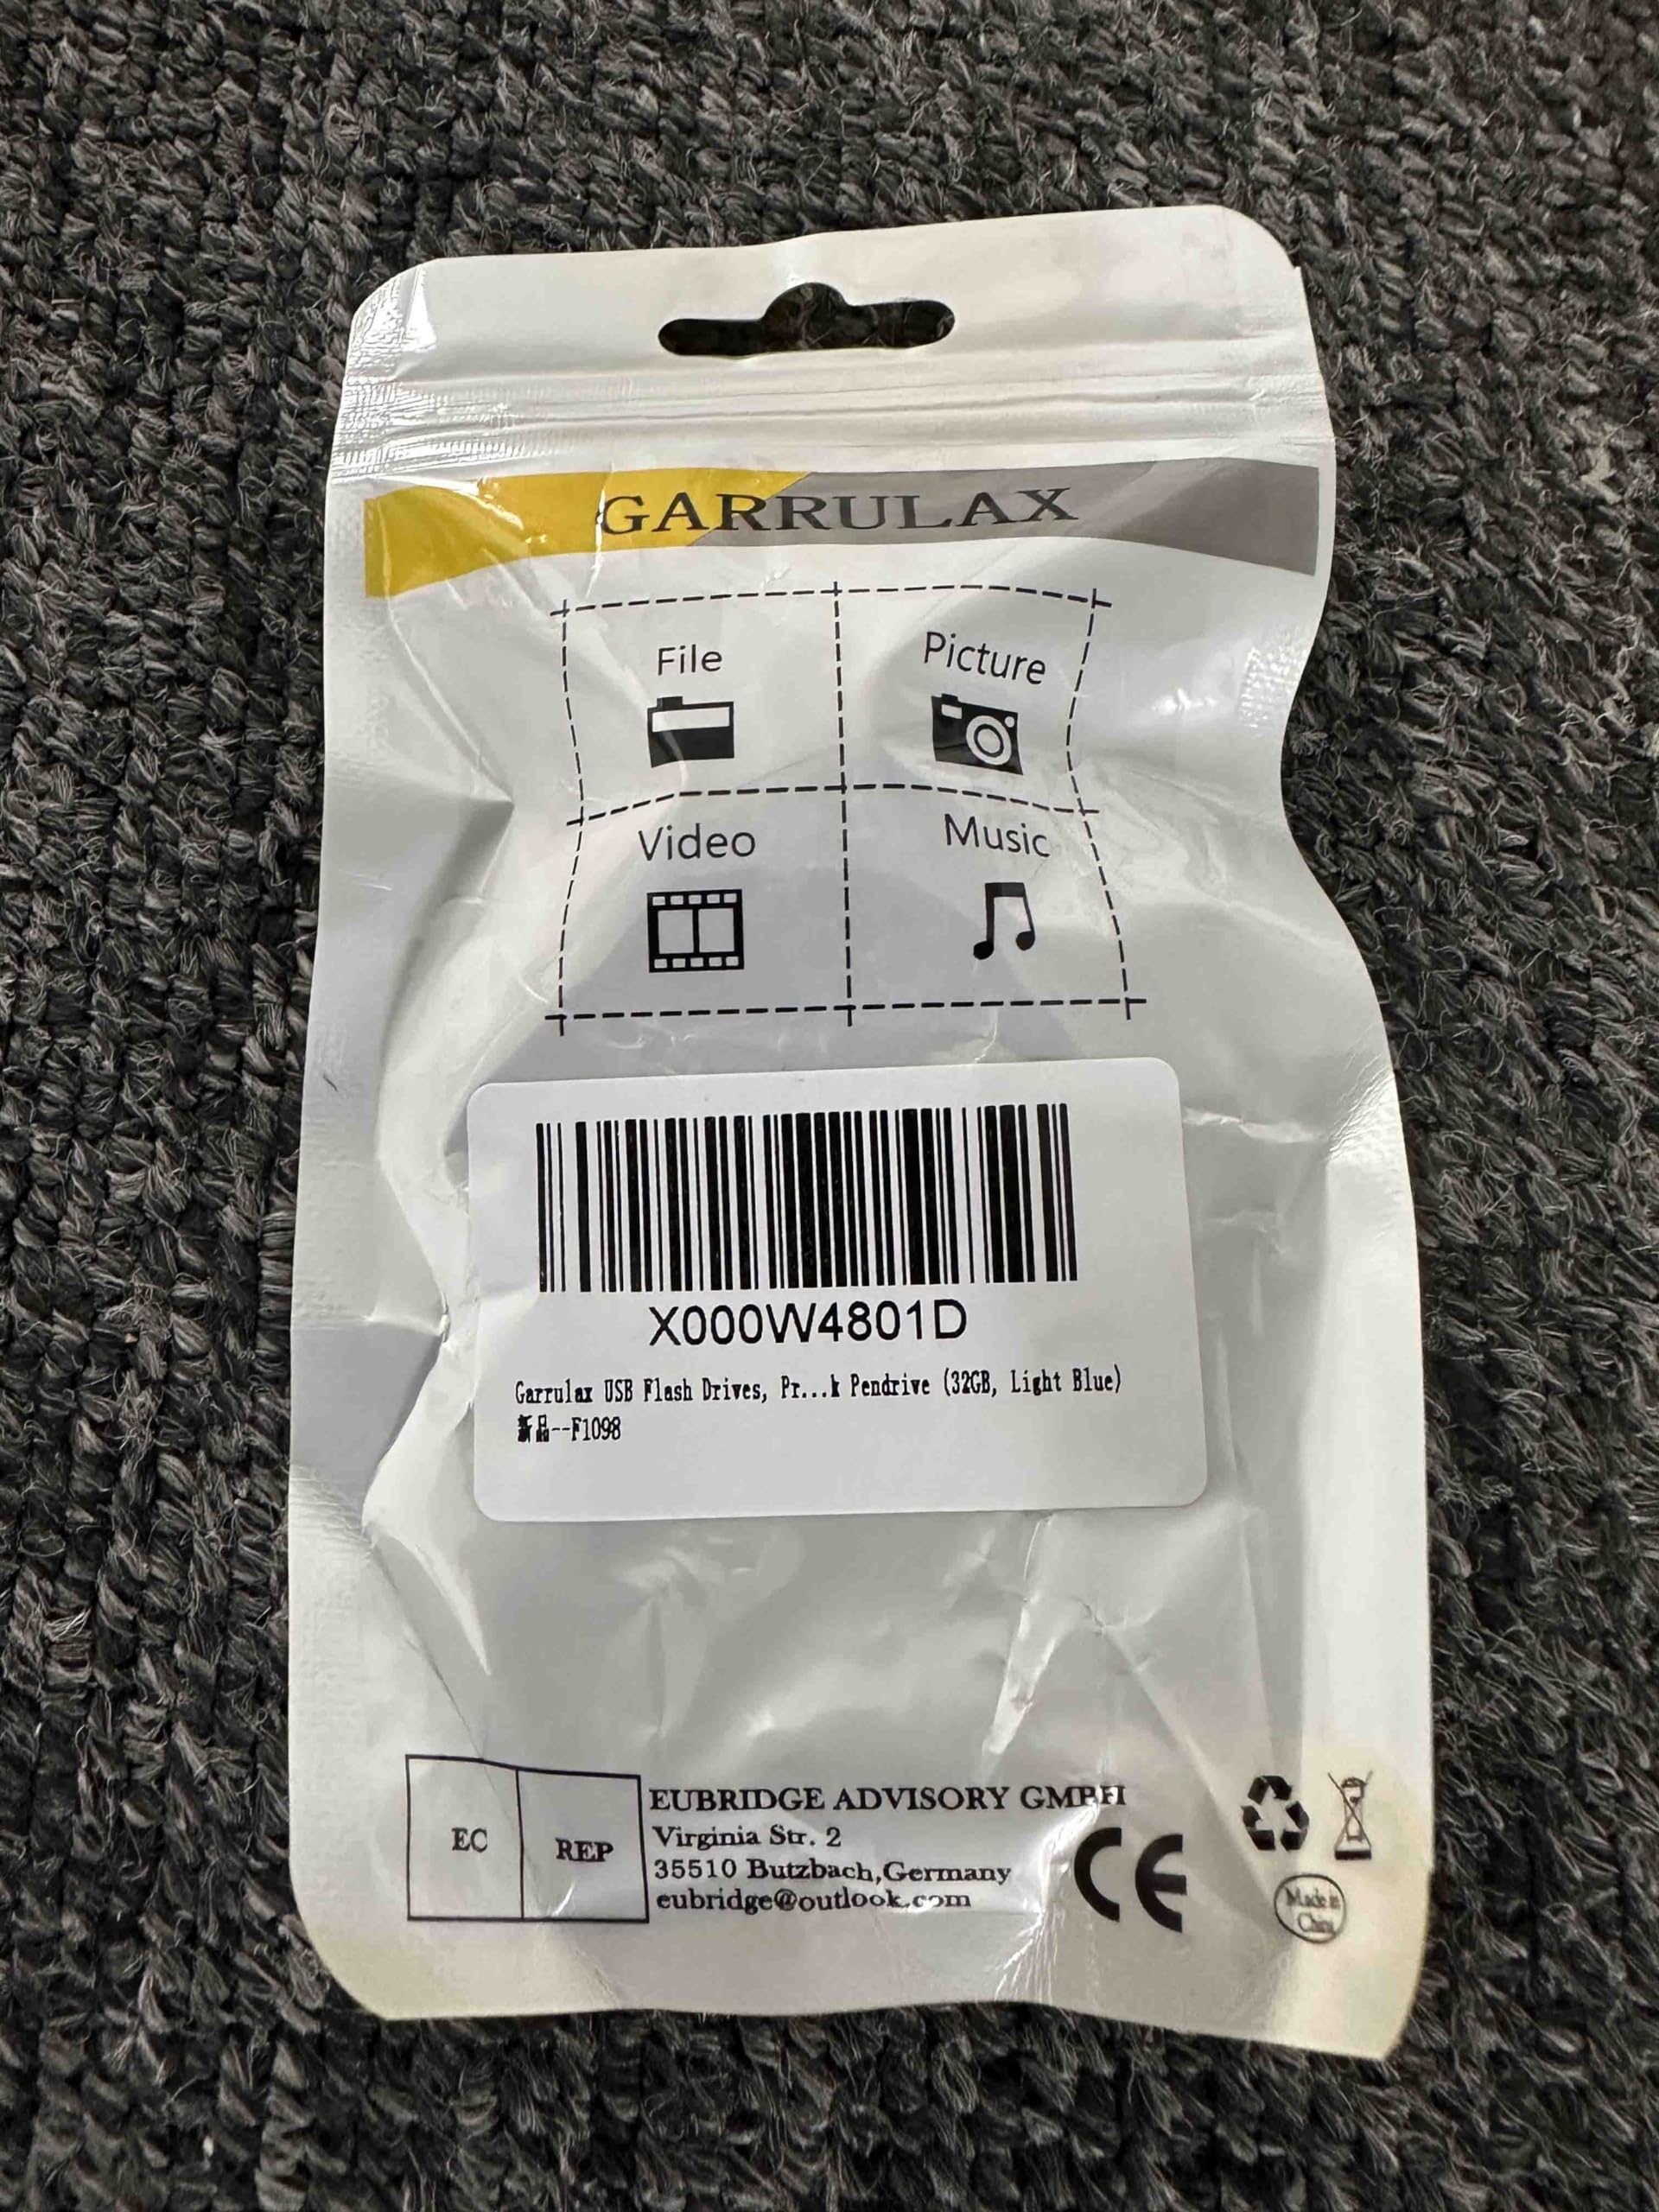 GARRULAX
File
Picture
Video
Music
X000W4801D
Garrulax USB Flash Drives, Pr...k Pendrive (32GB, Light Blue)
新品--F1098
EC
REP
EUBRIDGE ADVISORY GMBH
Virginia Str. 2
35510 Butzbach,Germany
eubridge@outlook.com
CE
Made in
China